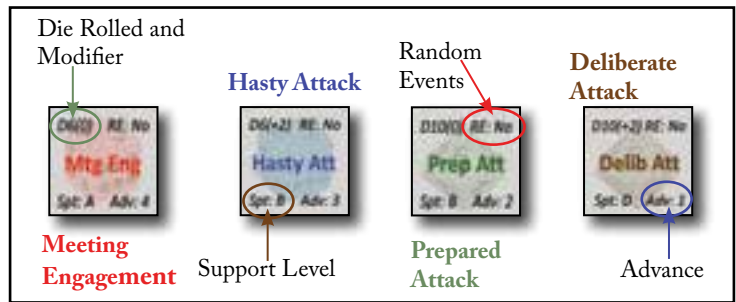 Die Rolled and
Modifier
Hasty Attack
Random
Events
Deliberate
Attack
D6(0) RE: No
Mtg Eng
Spt: A Adv: 4
D6(+2) RE: No
Hasty Att
Spt: B Adv: 3
D10(0) RE: No
Prep Att
Spt: B Adv: 2
D10(+2) RE: No
Delib Att
Spt: D Adv: 1
Meeting
Engagement
Support Level
Prepared
Attack
Advance